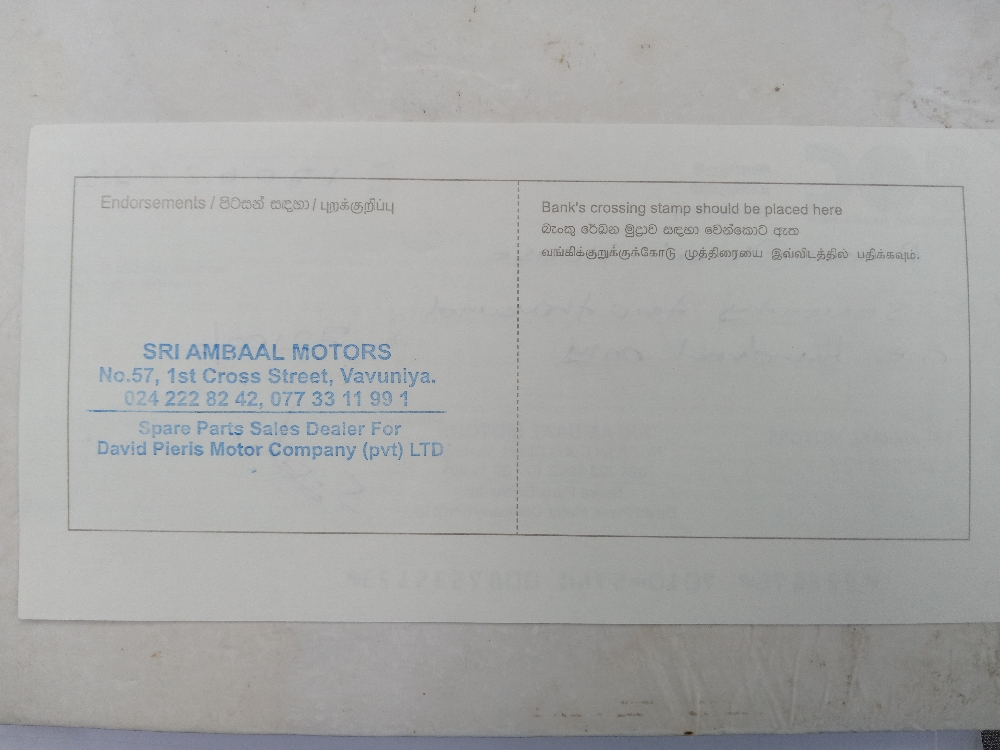 Endorsements / පිටසන් සඳහා / புறக்குறிப்பு
Bank's crossing stamp should be placed here
බැංකු රේඛන මුද්‍රාව සඳහා වෙන්කොට ඇත
வங்கிக்குறுக்குக்கோடு முத்திரையை இவ்விடத்தில் பதிக்கவும்.
SRI AMBAAL MOTORS
No.57, 1st Cross Street, Vavuniya.
024 222 82 42, 077 33 11 99 1
Spare Parts Sales Dealer For
David Pieris Motor Company (pvt) LTD